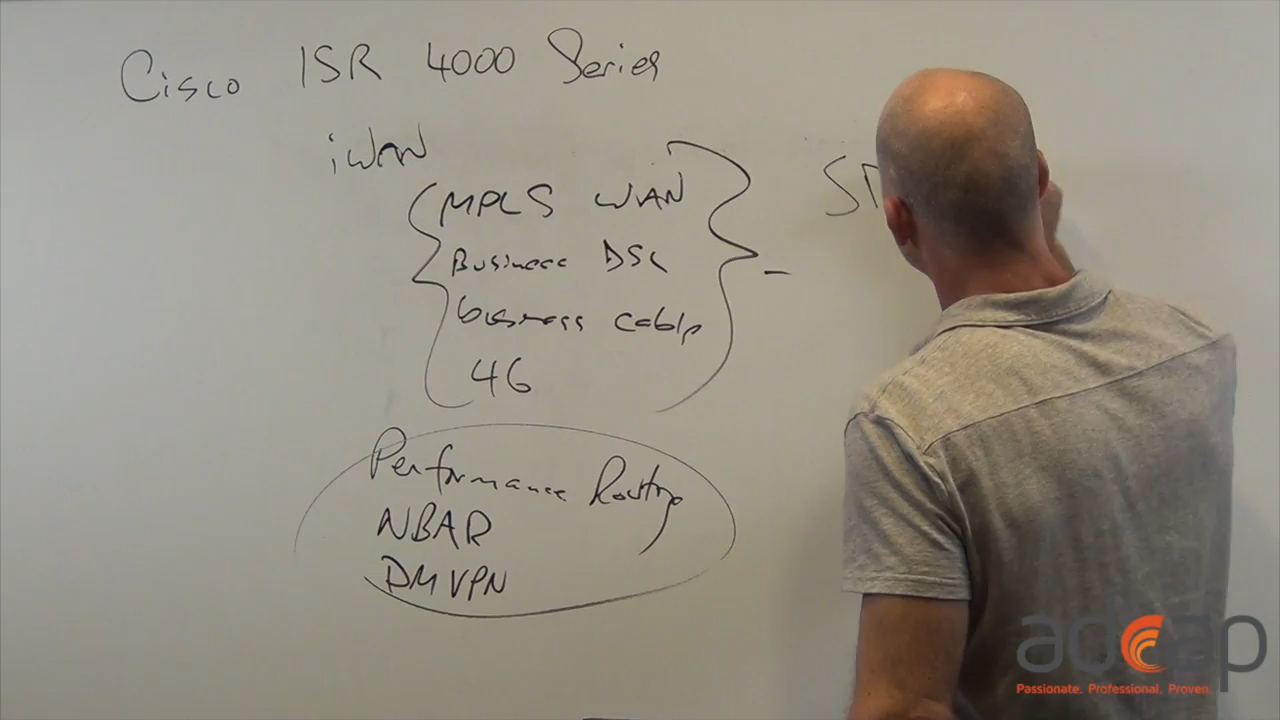 Cisco ISR 4000 Series
iWAN
MPLS WAN
Business DSL
business cable
4G
Performance Routing
NBAR
DMVPN
adcap
Passionate. Professional. Proven.